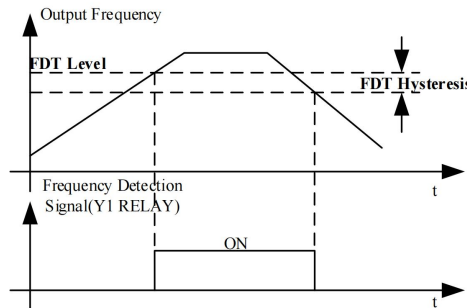 Output Frequency
FDT Level
FDT Hysteresis
t
Frequency Detection
Signal(Y1 RELAY)
ON
t